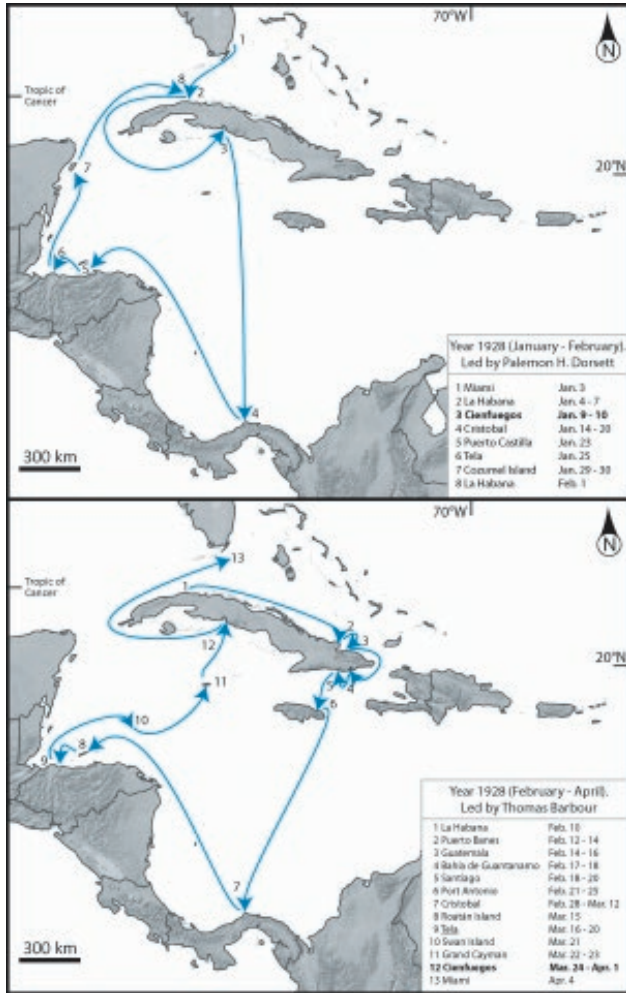 70°W
1
N
Tropic of
Cancer
8
2
3
7
20°N
6
5
4
300 km
Year 1928 (January - February).
Led by Palemon H. Dorsett
1 Miami Jan. 3
2 La Habana Jan. 4 - 7
3 Cienfuegos Jan. 9 - 10
4 Cristobal Jan. 14 - 20
5 Puerto Castilla Jan. 23
6 Tela Jan. 25
7 Cozumel Island Jan. 29 - 30
8 La Habana Feb. 1
70°W
13
N
Tropic of
Cancer
1
2
3
12
20°N
11
5
4
6
10
9
8
7
300 km
Year 1928 (February - April).
Led by Thomas Barbour
1 La Habana Feb. 10
2 Puerto Banes Feb. 12 - 14
3 Guatemala Feb. 14 - 16
4 Bahia de Guantanamo Feb. 17 - 18
5 Santiago Feb. 18 - 20
6 Port Antonio Feb. 21 - 25
7 Cristobal Feb. 28 - Mar. 12
8 Roatán Island Mar. 15
9 Tela Mar. 16 - 20
10 Swan Island Mar. 21
11 Grand Cayman Mar. 22 - 23
12 Cienfuegos Mar. 24 - Apr. 1
13 Miami Apr. 4